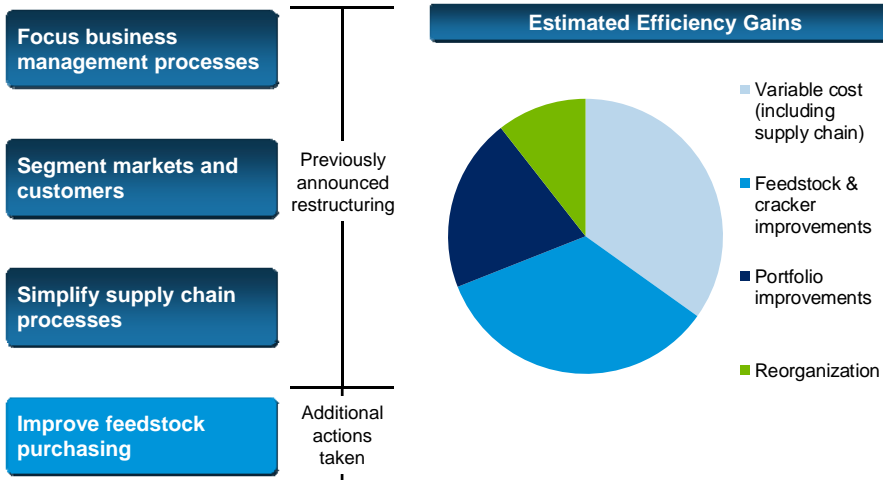 Focus business
management processes
Segment markets and
customers
Simplify supply chain
processes
Improve feedstock
purchasing
Previously
announced
restructuring
Additional
actions
taken
Estimated Efficiency Gains
Variable cost
(including
supply chain)
Feedstock &
cracker
improvements
Portfolio
improvements
Reorganization